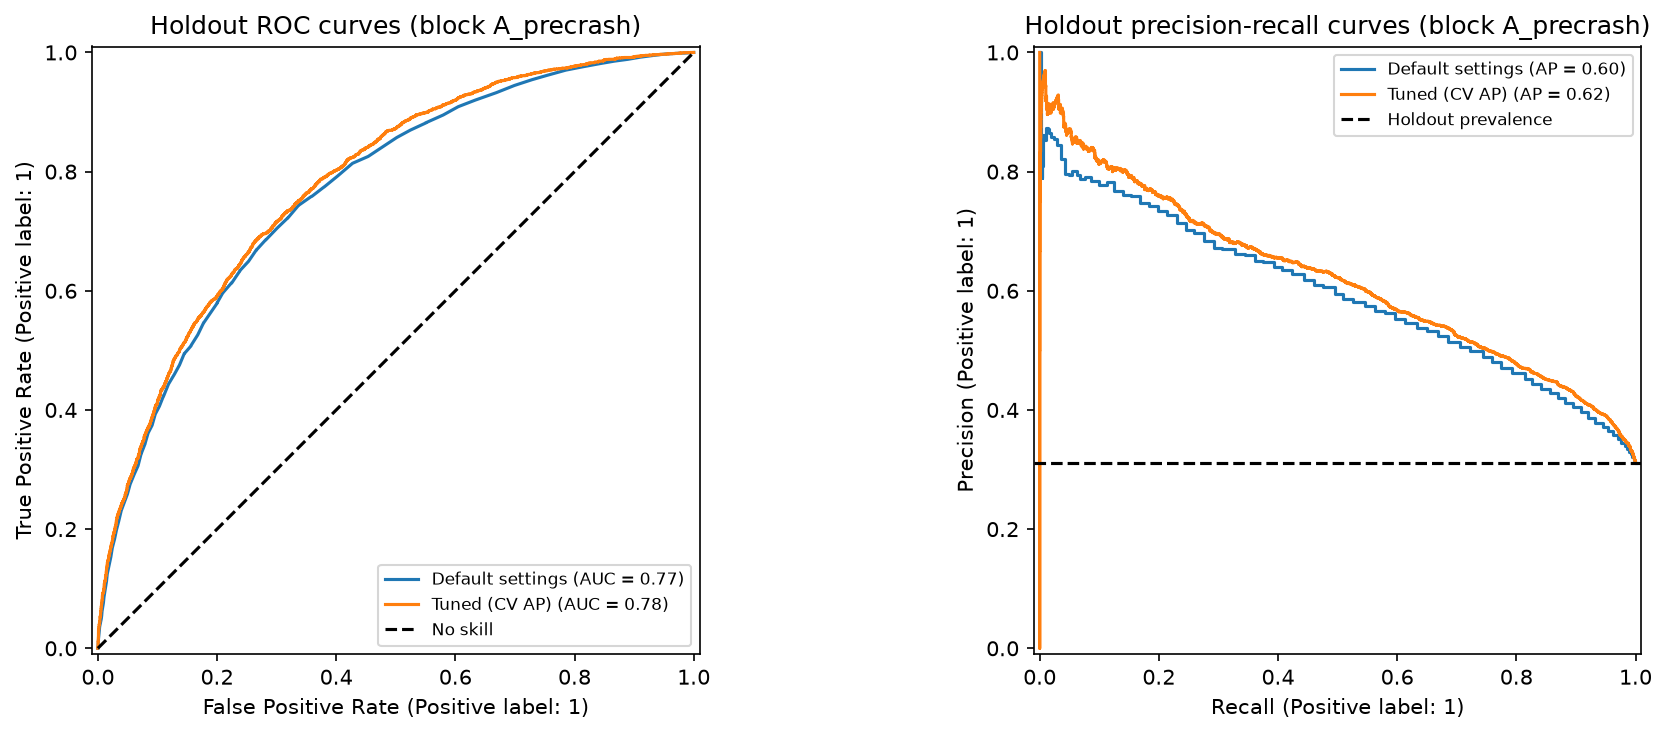 Holdout ROC curves (block A_precrash)
True Positive Rate (Positive label: 1)
1.0
0.8
0.6
0.4
0.2
0.0
Default settings (AUC = 0.77)
Tuned (CV AP) (AUC = 0.78)
No skill
0.0 0.2 0.4 0.6 0.8 1.0
False Positive Rate (Positive label: 1)
Holdout precision-recall curves (block A_precrash)
Precision (Positive label: 1)
1.0
0.8
0.6
0.4
0.2
0.0
Default settings (AP = 0.60)
Tuned (CV AP) (AP = 0.62)
Holdout prevalence
0.0 0.2 0.4 0.6 0.8 1.0
Recall (Positive label: 1)